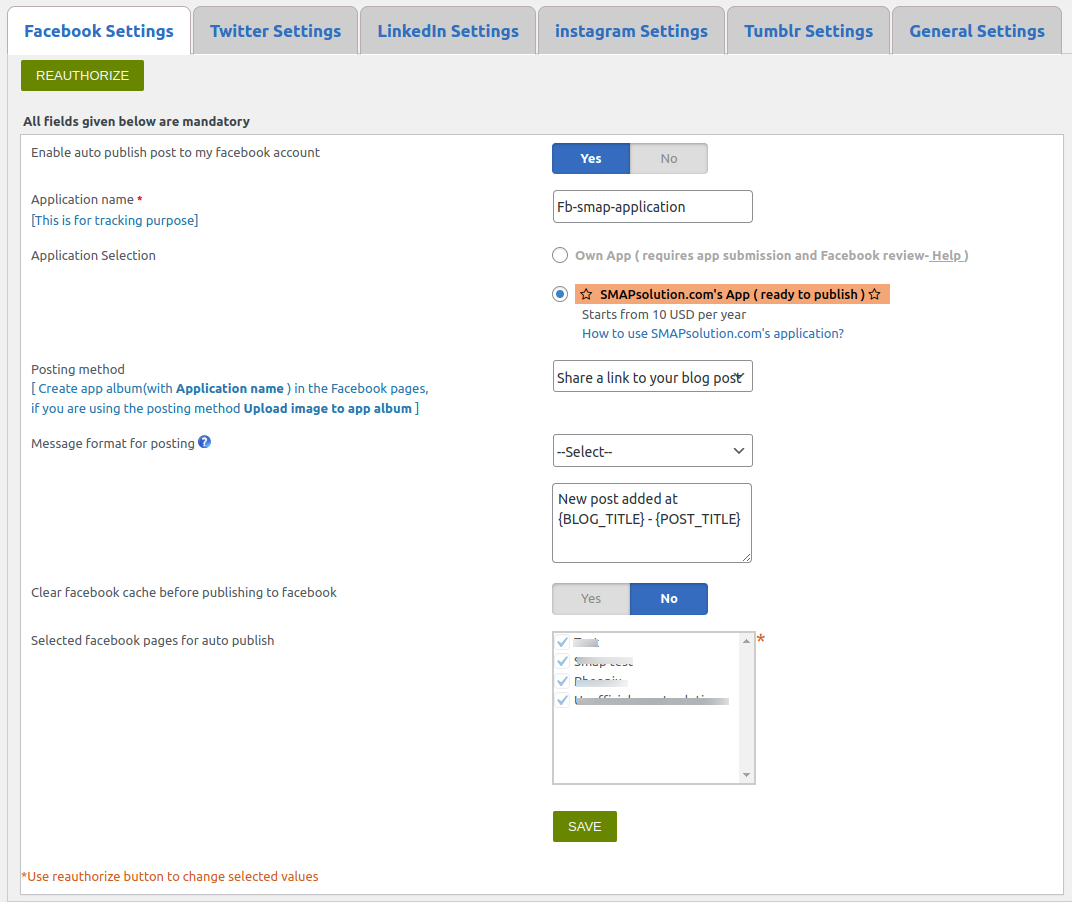 Facebook Settings
Twitter Settings
LinkedIn Settings
instagram Settings
Tumblr Settings
General Settings
REAUTHORIZE
All fields given below are mandatory
Enable auto publish post to my facebook account
Yes
No
Application name *
Fb-smap-application
[This is for tracking purpose]
Application Selection
Own App ( requires app submission and Facebook review- Help )
☆ SMAPsolution.com's App ( ready to publish ) ☆
Starts from 10 USD per year
How to use SMAPsolution.com's application?
Posting method
[ Create app album(with Application name ) in the Facebook pages,
if you are using the posting method Upload image to app album ]
Share a link to your blog post
Message format for posting ?
--Select--
New post added at
{BLOG_TITLE} - {POST_TITLE}
Clear facebook cache before publishing to facebook
Yes
No
Selected facebook pages for auto publish
*
SAVE
*Use reauthorize button to change selected values